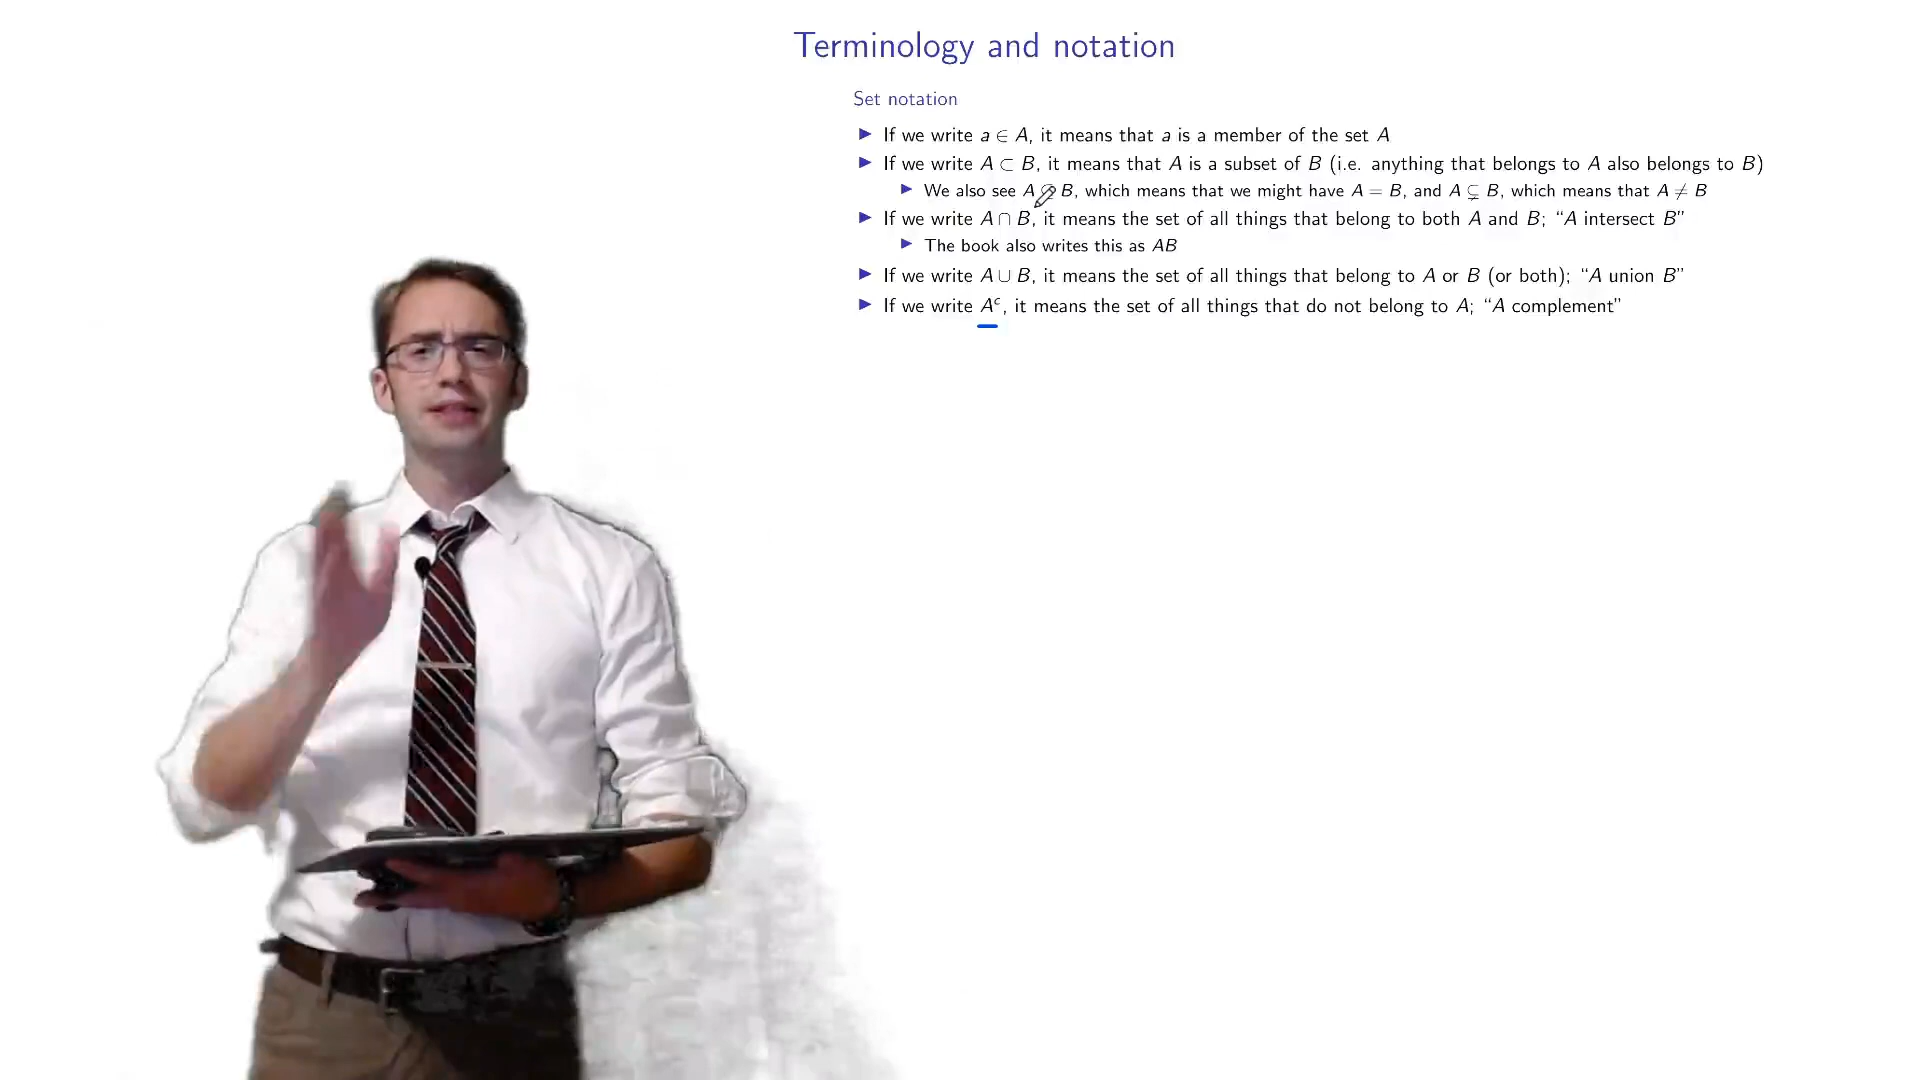 Terminology and notation
Set notation
▶ If we write a ∈ A, it means that a is a member of the set A
▶ If we write A ⊂ B, it means that A is a subset of B (i.e. anything that belongs to A also belongs to B)
▶ We also see A B, which means that we might have A = B, and A ⊊ B, which means that A ≠ B
▶ If we write A ∩ B, it means the set of all things that belong to both A and B; “A intersect B”
▶ The book also writes this as AB
▶ If we write A ∪ B, it means the set of all things that belong to A or B (or both); “A union B”
▶ If we write Aᶜ, it means the set of all things that do not belong to A; “A complement”